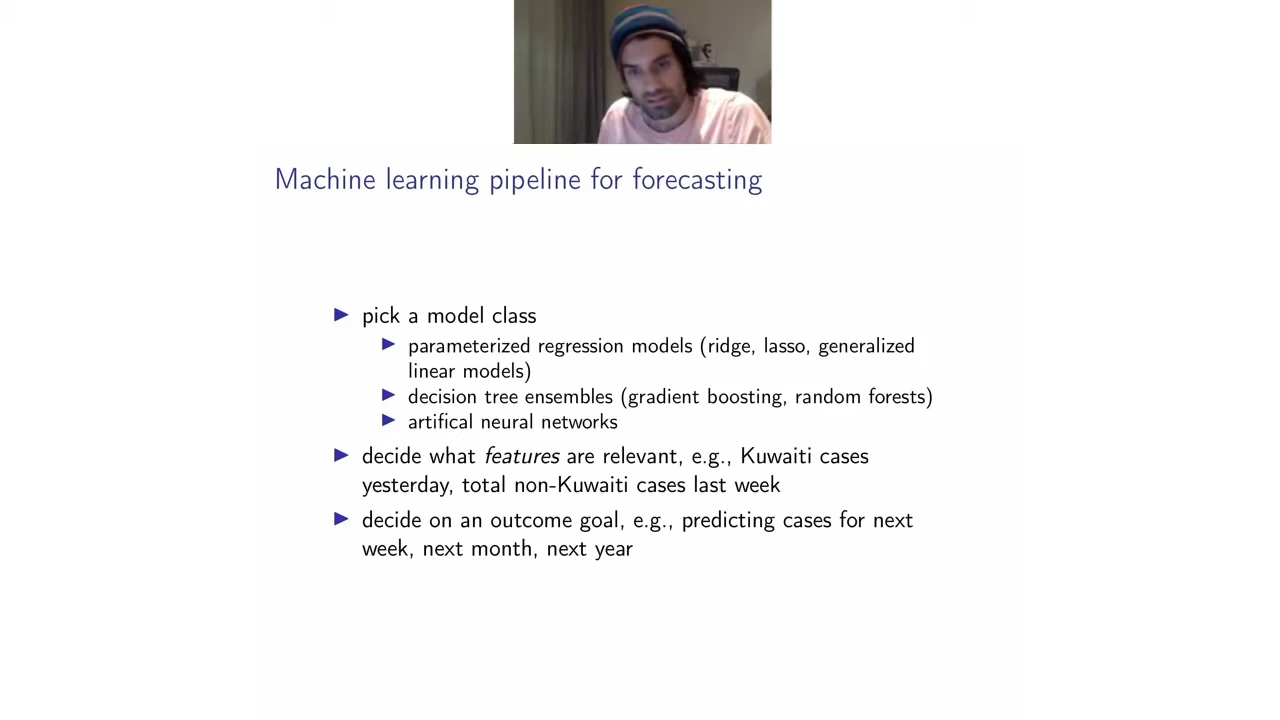 Machine learning pipeline for forecasting
▶ pick a model class
▶ parameterized regression models (ridge, lasso, generalized
linear models)
▶ decision tree ensembles (gradient boosting, random forests)
▶ artifical neural networks
▶ decide what features are relevant, e.g., Kuwaiti cases
yesterday, total non-Kuwaiti cases last week
▶ decide on an outcome goal, e.g., predicting cases for next
week, next month, next year